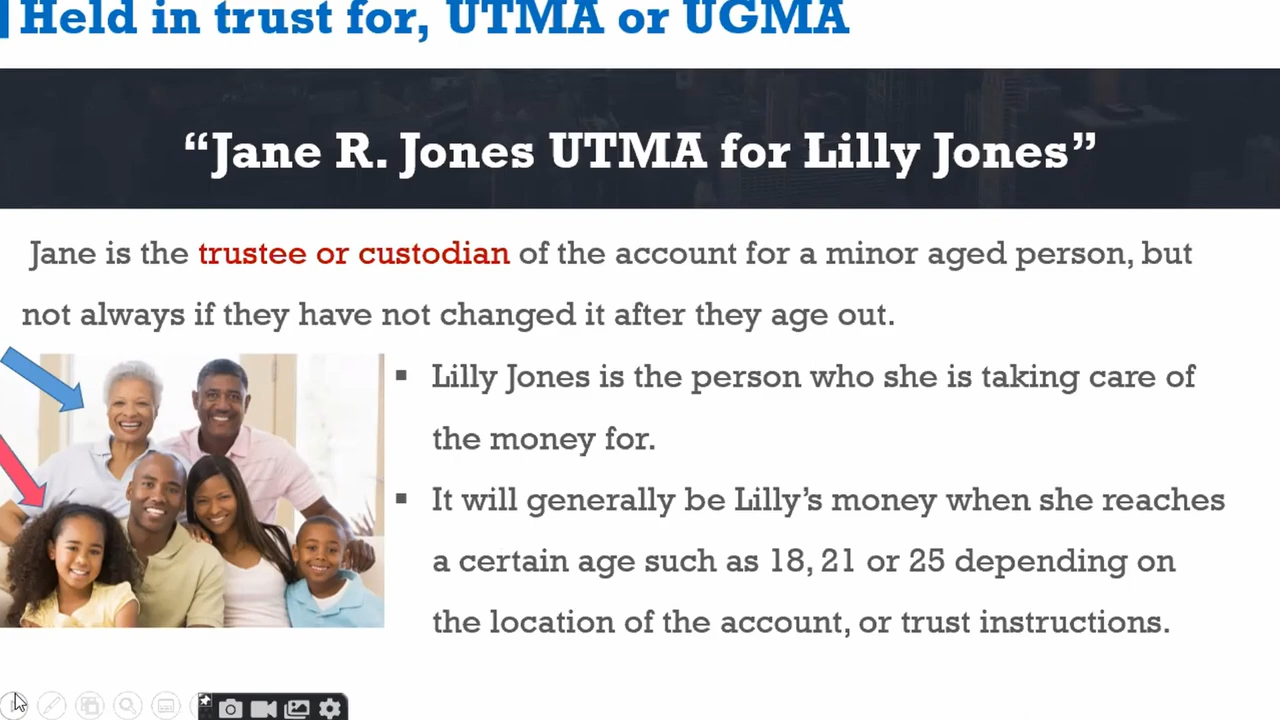 Held in trust for, UTMA or UGMA
“Jane R. Jones UTMA for Lilly Jones”
Jane is the trustee or custodian of the account for a minor aged person, but
not always if they have not changed it after they age out.
▪ Lilly Jones is the person who she is taking care of
the money for.
▪ It will generally be Lilly’s money when she reaches
a certain age such as 18, 21 or 25 depending on
the location of the account, or trust instructions.